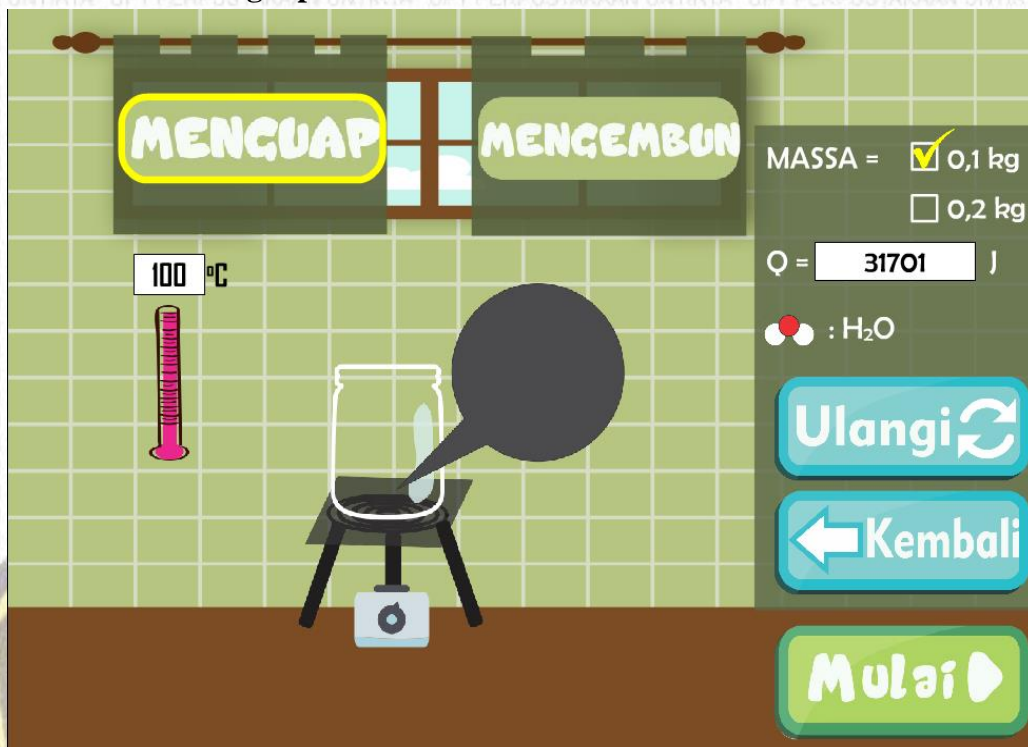 MENGUAP
MENGEMBUN
MASSA = 0,1 kg
0,2 kg
100 °C
Q = 31701 J
: H₂O
Ulangi
Kembali
Mulai